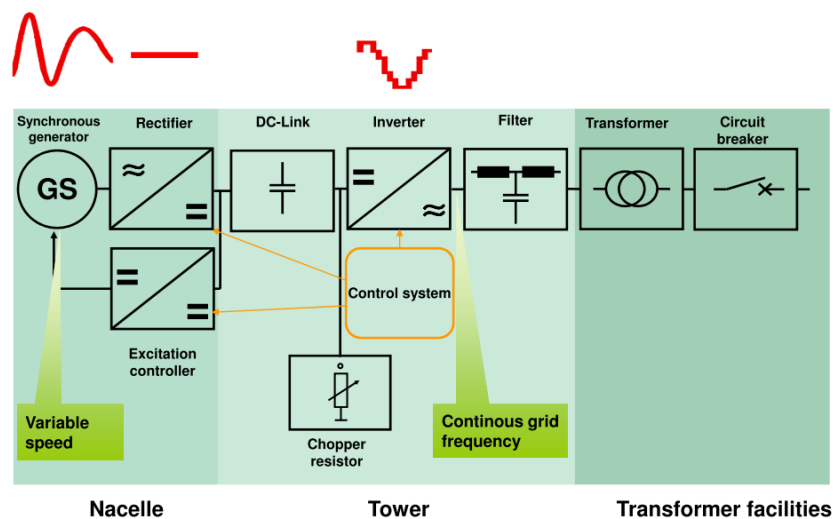 Synchronous
generator
Rectifier
DC-Link
Inverter
Filter
Transformer
Circuit
breaker
GS
Control system
Excitation
controller
Variable
speed
Chopper
resistor
Continous grid
frequency
Nacelle
Tower
Transformer facilities